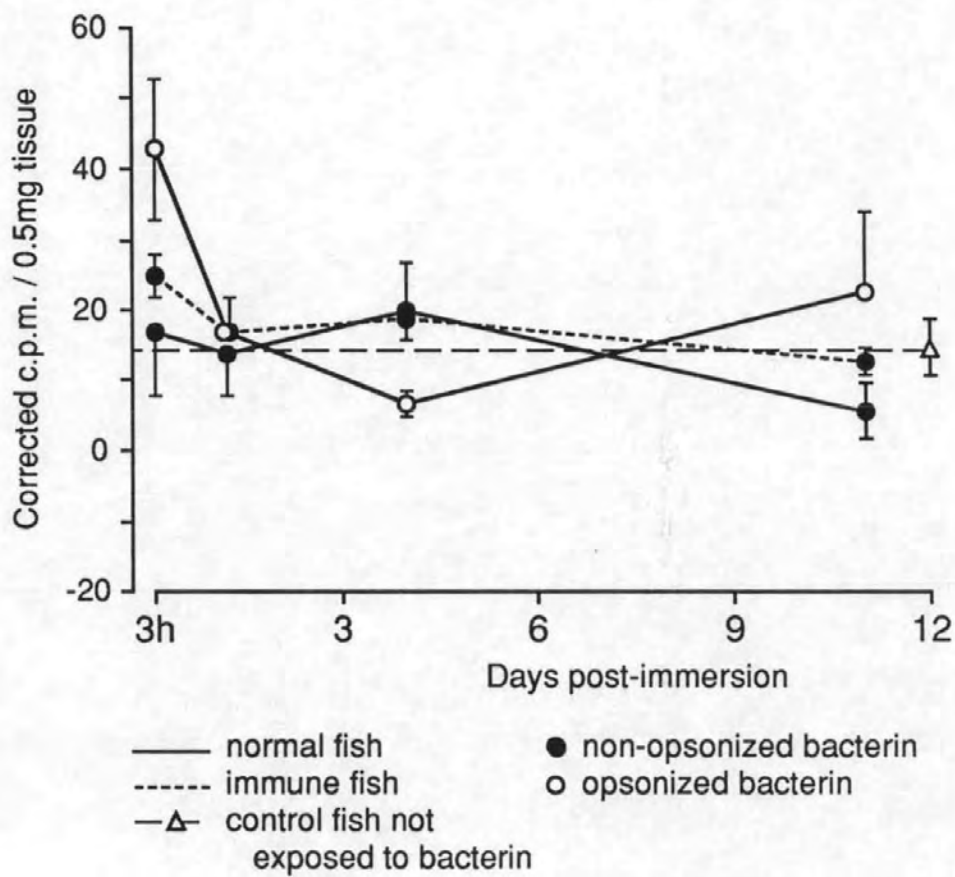 60
40
20
0
-20
Corrected c.p.m. / 0.5mg tissue
3h 3 6 9 12
Days post-immersion
normal fish
immune fish
control fish not
exposed to bacterin
non-opsonized bacterin
opsonized bacterin